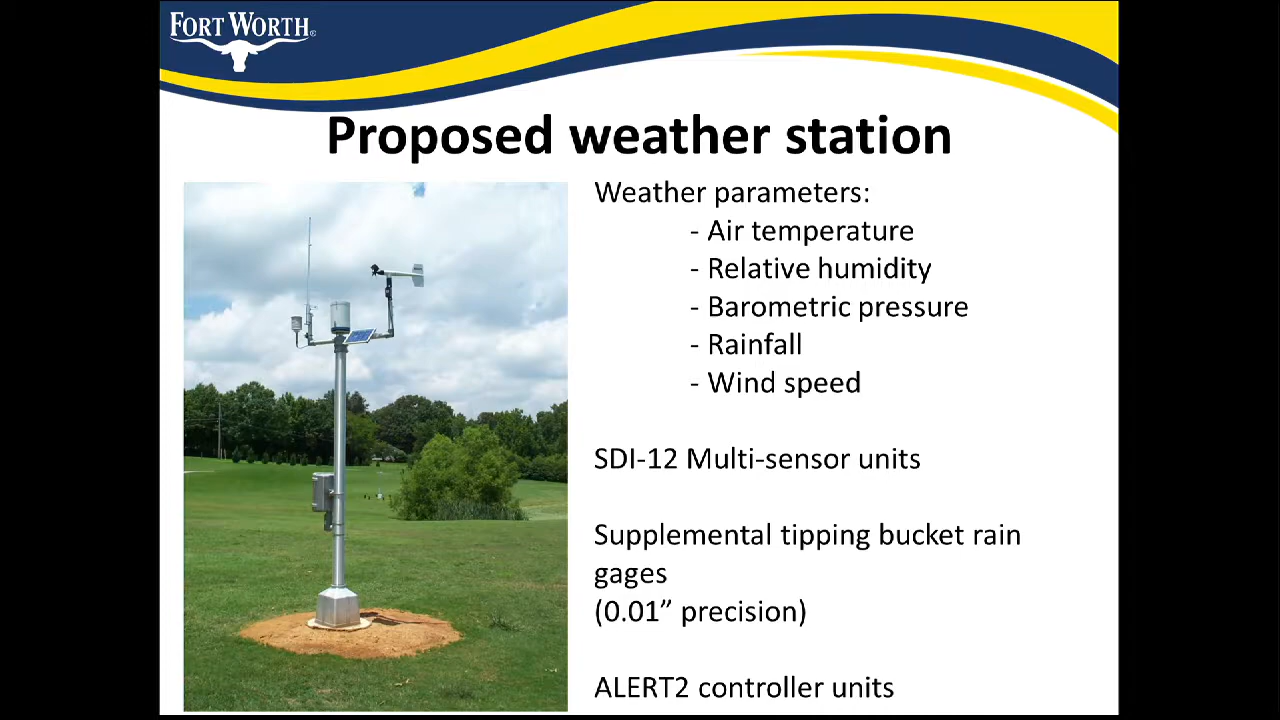 FORT WORTH®
Proposed weather station
Weather parameters:
- Air temperature
- Relative humidity
- Barometric pressure
- Rainfall
- Wind speed
SDI-12 Multi-sensor units
Supplemental tipping bucket rain
gages
(0.01” precision)
ALERT2 controller units